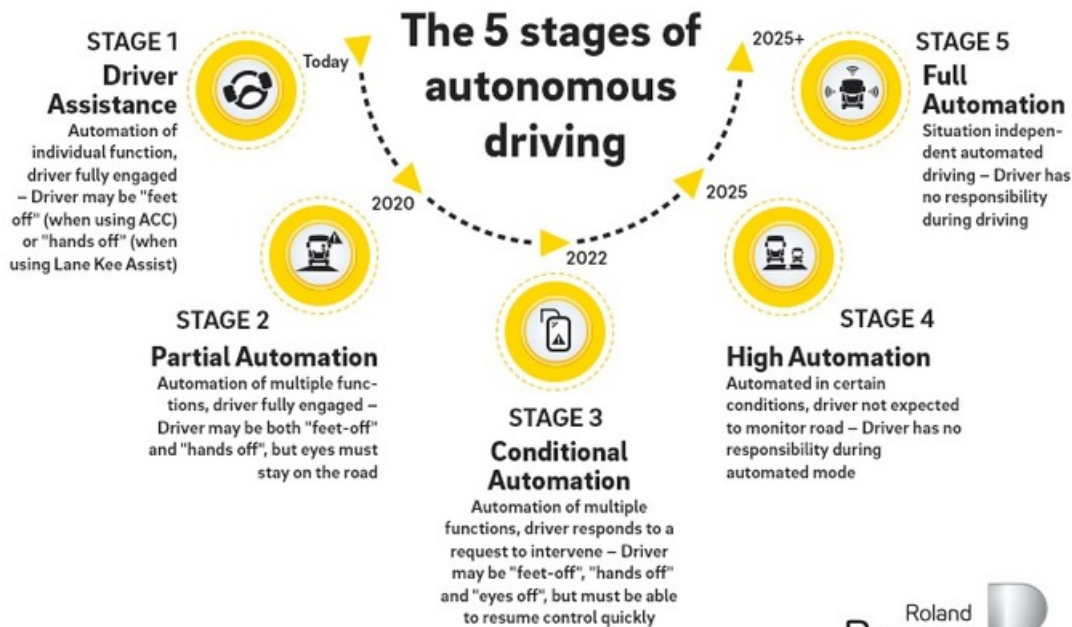 The 5 stages of
autonomous
driving
STAGE 1
Driver
Assistance
Automation of
individual function,
driver fully engaged
– Driver may be "feet
off" (when using ACC)
or "hands off" (when
using Lane Kee Assist)
Today
STAGE 2
Partial Automation
Automation of multiple func-
tions, driver fully engaged –
Driver may be both "feet-off"
and "hands off", but eyes must
stay on the road
2020
STAGE 3
Conditional
Automation
Automation of multiple
functions, driver responds to a
request to intervene – Driver
may be "feet-off", "hands off"
and "eyes off", but must be able
to resume control quickly
2022
STAGE 4
High Automation
Automated in certain
conditions, driver not expected
to monitor road – Driver has no
responsibility during
automated mode
2025
STAGE 5
Full
Automation
Situation indepen-
dent automated
driving – Driver has
no responsibility
during driving
2025+
Roland